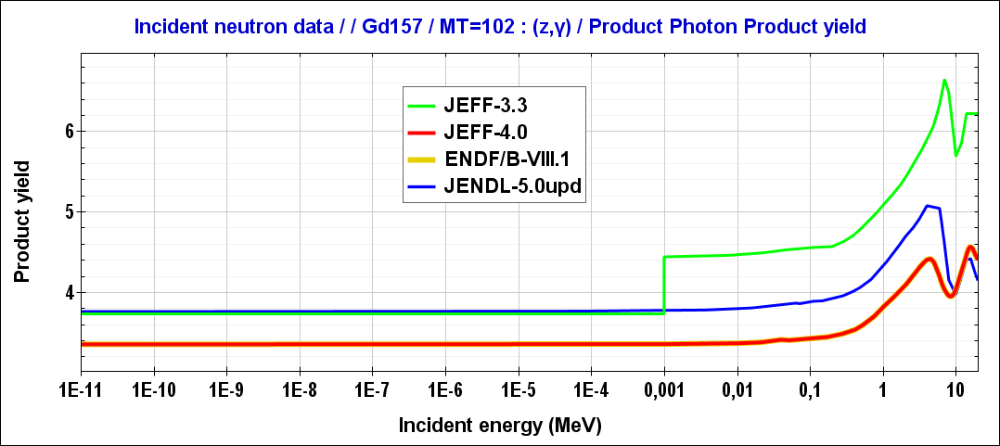 Incident neutron data / / Gd157 / MT=102 : (z,γ) / Product Photon Product yield
JEFF-3.3
JEFF-4.0
ENDF/B-VIII.1
JENDL-5.0upd
Product yield
6
5
4
1E-11 1E-10 1E-9 1E-8 1E-7 1E-6 1E-5 1E-4 0,001 0,01 0,1 1 10
Incident energy (MeV)